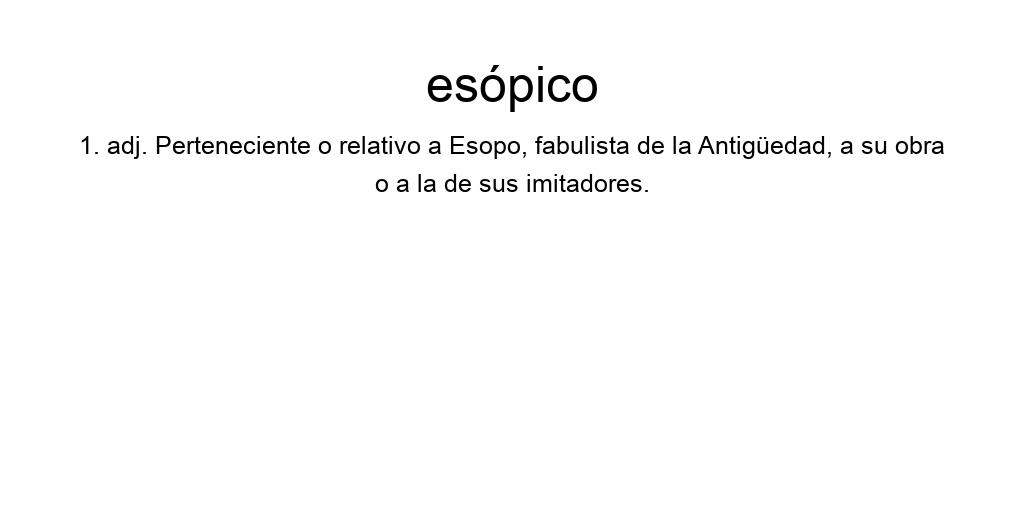 esópico
1. adj. Perteneciente o relativo a Esopo, fabulista de la Antigüedad, a su obra
o a la de sus imitadores.